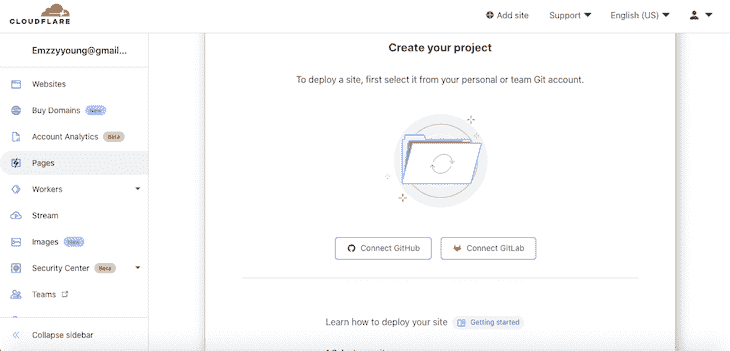 CLOUDFLARE
Add site
Support
English (US)
Emzzyyoung@gmail...
Websites
Buy Domains New
Account Analytics Beta
Pages
Workers
Stream
Images New
Security Center Beta
Teams
Collapse sidebar
Create your project
To deploy a site, first select it from your personal or team Git account.
Connect GitHub
Connect GitLab
Learn how to deploy your site
Getting started